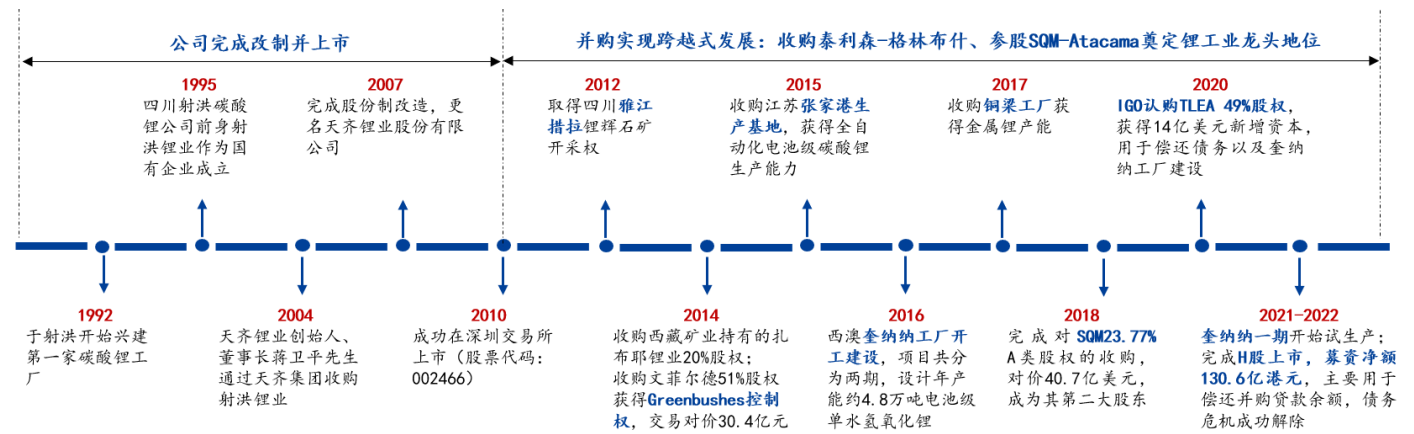 公司完成改制并上市
并购实现跨越式发展：收购泰利森-格林布什、参股SQM-Atacama奠定锂工业龙头地位
1995
四川射洪碳酸
锂公司前身射
洪锂业作为国
有企业成立
2007
完成股份制改造，更
名天齐锂业股份有限
公司
2012
取得四川雅江
措拉锂辉石矿
开采权
2015
收购江苏张家港生
产基地，获得全自
动化电池级碳酸锂
生产能力
2017
收购铜梁工厂获
得金属锂产能
2020
IGO认购TLEA 49%股权，
获得14亿美元新增资本，
用于偿还债务以及奎纳
纳工厂建设
1992
于射洪开始兴建
第一家碳酸锂工
厂
2004
天齐锂业创始人、
董事长蒋卫平先生
通过天齐集团收购
射洪锂业
2010
成功在深圳交易所
上市（股票代码：
002466）
2014
收购西藏矿业持有的扎
布耶锂业20%股权；
收购文菲尔德51%股权
获得Greenbushes控制
权，交易对价30.4亿元
2016
西澳奎纳纳工厂开
工建设，项目共分
为两期，设计年产
能约4.8万吨电池级
单水氢氧化锂
2018
完成对SQM23.77%
A类股权的收购，
对价40.7亿美元，
成为其第二大股东
2021-2022
奎纳纳一期开始试生产；
完成H股上市，募资净额
130.6亿港元，主要用于
偿还并购贷款余额，债务
危机成功解除